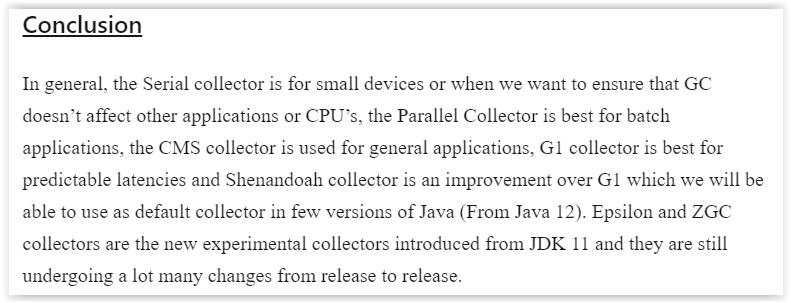 Conclusion
In general, the Serial collector is for small devices or when we want to ensure that GC
doesn’t affect other applications or CPU’s, the Parallel Collector is best for batch
applications, the CMS collector is used for general applications, G1 collector is best for
predictable latencies and Shenandoah collector is an improvement over G1 which we will be
able to use as default collector in few versions of Java (From Java 12). Epsilon and ZGC
collectors are the new experimental collectors introduced from JDK 11 and they are still
undergoing a lot many changes from release to release.